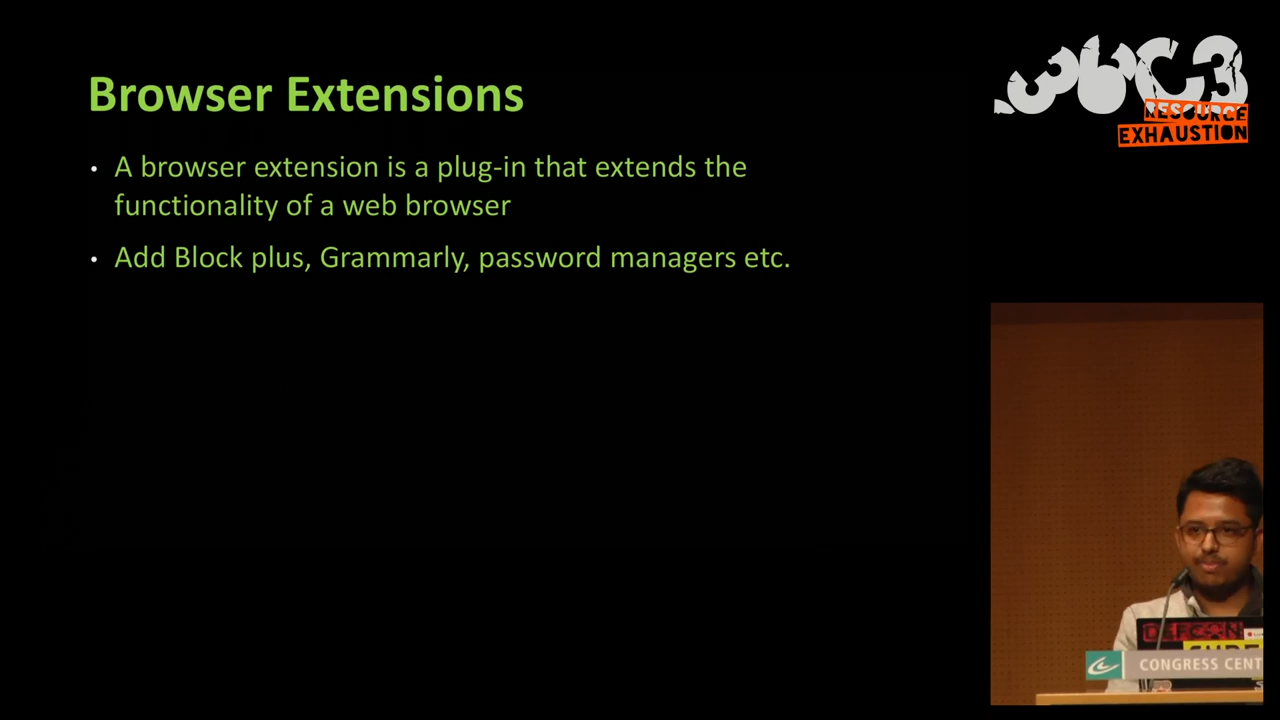 Browser Extensions
• A browser extension is a plug-in that extends the
functionality of a web browser
• Add Block plus, Grammarly, password managers etc.
36C3
RESOURCE
EXHAUSTION
DEFCON
CONGRESS CENT